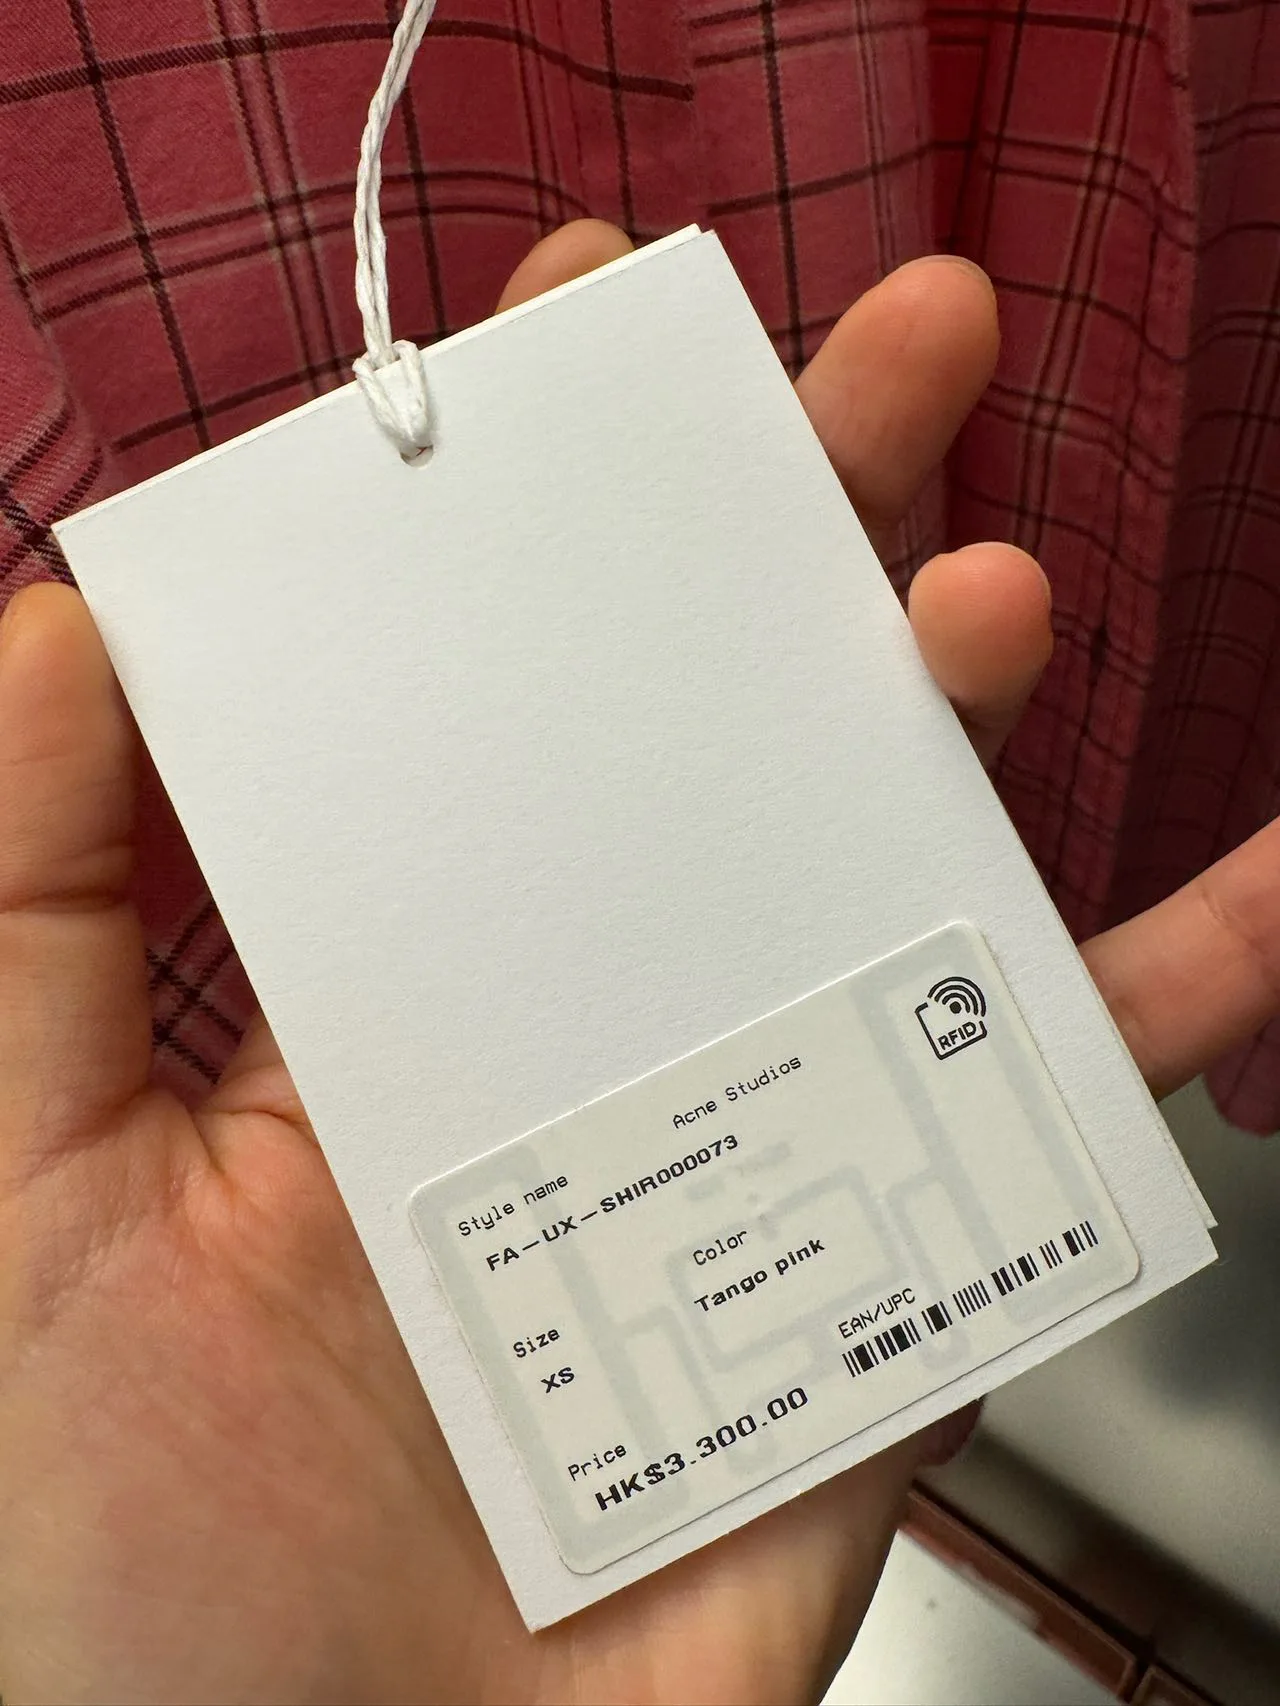 RFID
Acne Studios
Style name
FA-UX-SHIR000073
Color
Tango pink
Size
XS
EAN/UPC
Price
HK$3.300.00